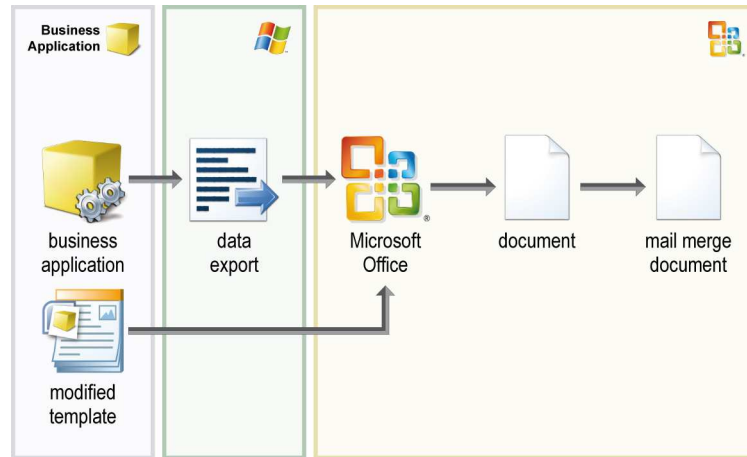 Business
Application
business
application
data
export
Microsoft
Office
®
document
mail merge
document
modified
template